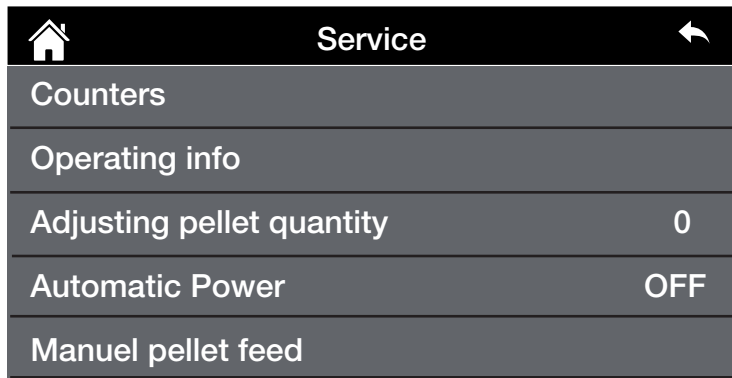 Service
Counters
Operating info
Adjusting pellet quantity 0
Automatic Power OFF
Manuel pellet feed